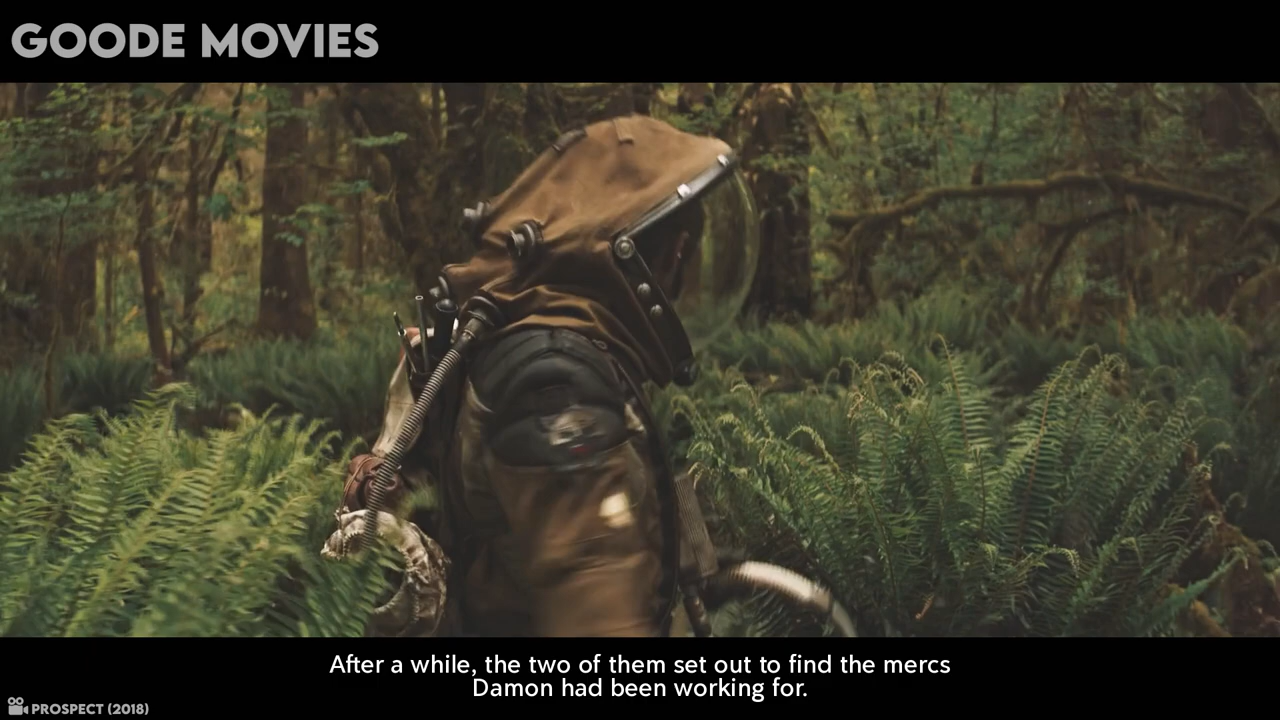 GOODE MOVIES
After a while, the two of them set out to find the mercs
Damon had been working for.
PROSPECT (2018)